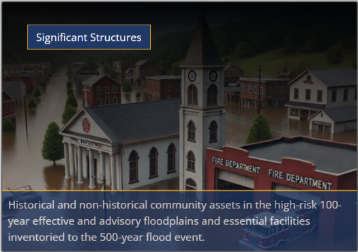 Significant Structures
FIRE DEPARTMENT
FIRE DEPARTMENT
Historical and non-historical community assets in the high-risk 100-
year effective and advisory floodplains and essential facilities
inventoried to the 500-year flood event.